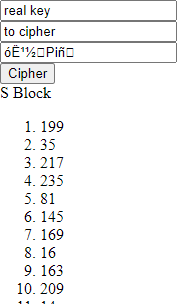 real key
to cipher
óË¹½Piñ
Cipher
S Block
1. 199
2. 35
3. 217
4. 235
5. 81
6. 145
7. 169
8. 16
9. 163
10. 209